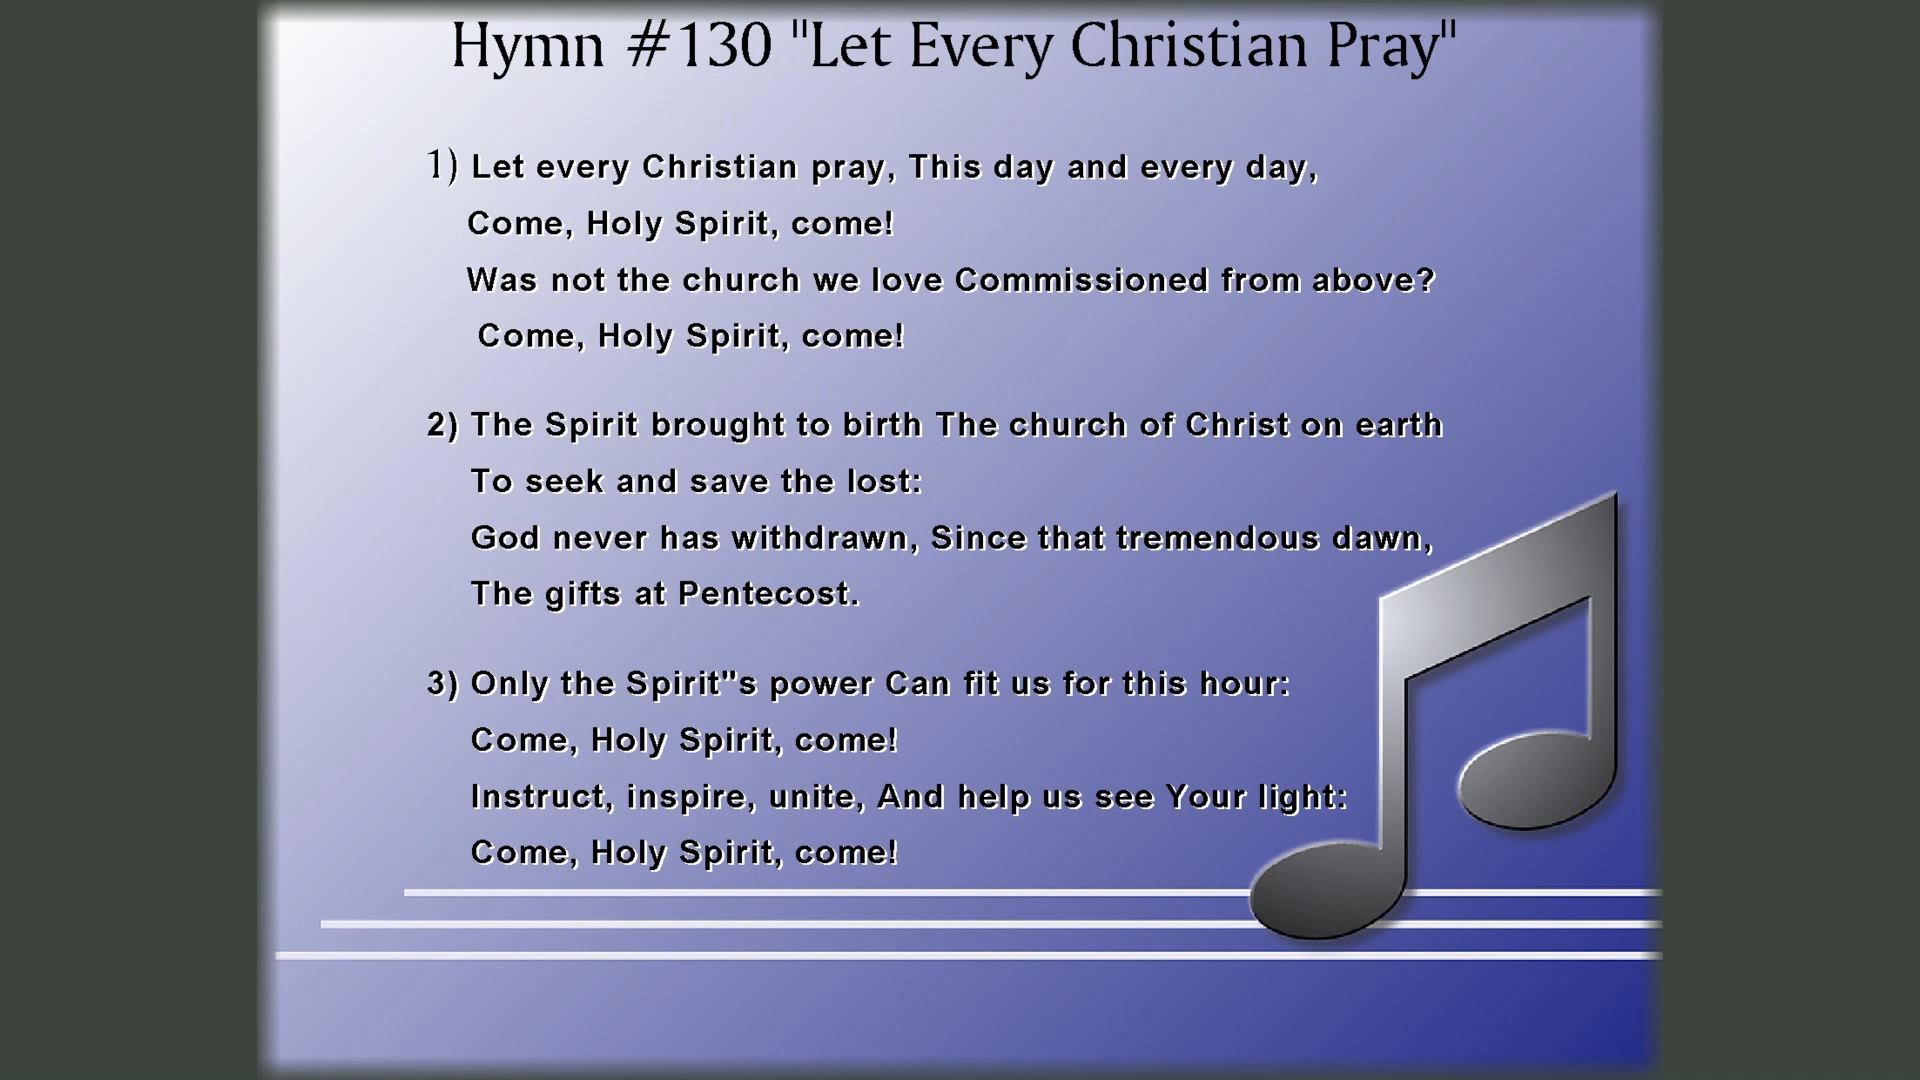 Hymn #130 "Let Every Christian Pray"
1) Let every Christian pray, This day and every day,
Come, Holy Spirit, come!
Was not the church we love Commissioned from above?
Come, Holy Spirit, come!
2) The Spirit brought to birth The church of Christ on earth
To seek and save the lost:
God never has withdrawn, Since that tremendous dawn,
The gifts at Pentecost.
3) Only the Spirit"s power Can fit us for this hour:
Come, Holy Spirit, come!
Instruct, inspire, unite, And help us see Your light:
Come, Holy Spirit, come!